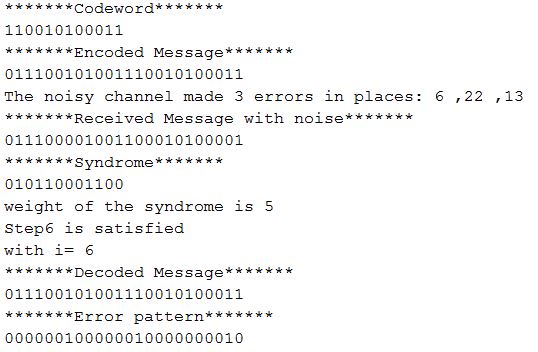 *******Codeword*******
110010100011
*******Encoded Message*******
011100101001110010100011
The noisy channel made 3 errors in places: 6 ,22 ,13
*******Received Message with noise*******
011100001001100010100001
*******Syndrome*******
010110001100
weight of the syndrome is 5
Step6 is satisfied
with i= 6
*******Decoded Message*******
011100101001110010100011
*******Error pattern*******
000000100000010000000010